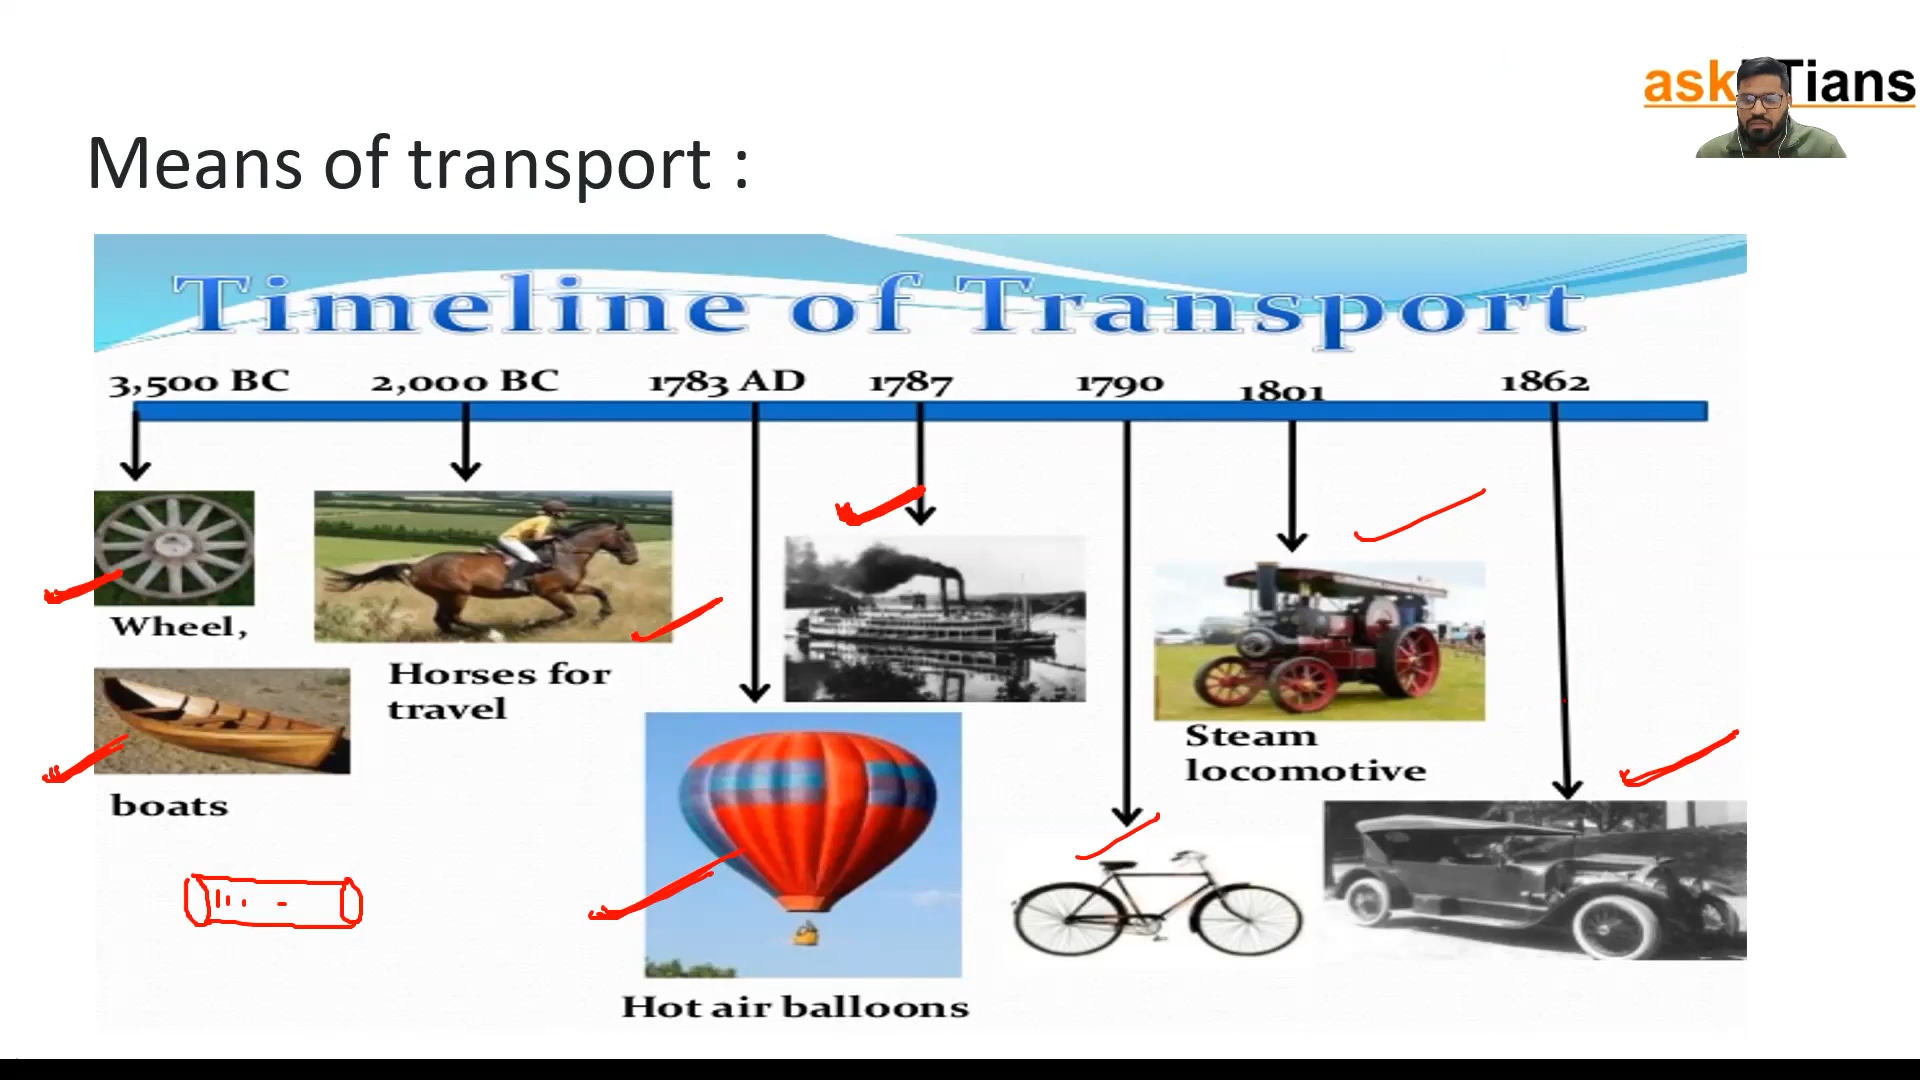 askiTians
Means of transport :
Timeline of Transport
3,500 BC
2,000 BC
1783 AD
1787
1790
1801
1862
Wheel,
Horses for
travel
boats
Hot air balloons
Steam
locomotive